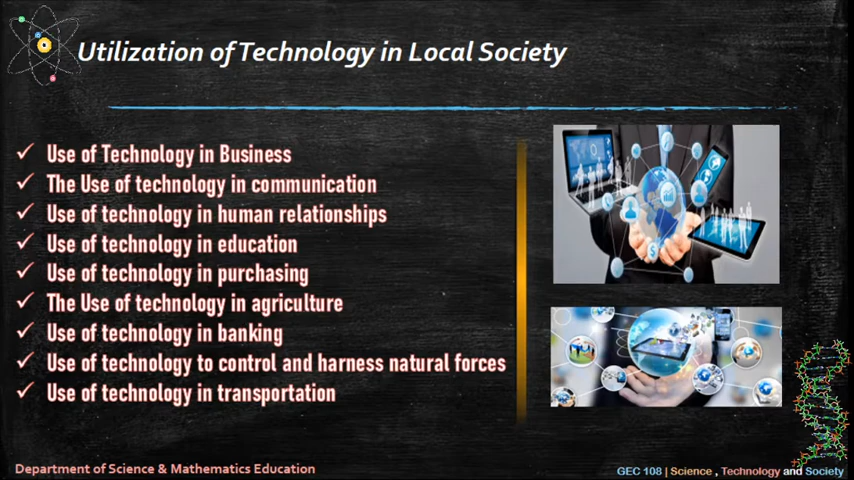 Utilization of Technology in Local Society
Use of Technology in Business
The Use of technology in communication
Use of technology in human relationships
Use of technology in education
Use of technology in purchasing
The Use of technology in agriculture
Use of technology in banking
Use of technology to control and harness natural forces
Use of technology in transportation
Department of Science & Mathematics Education
GEC 108 | Science , Technology and Society